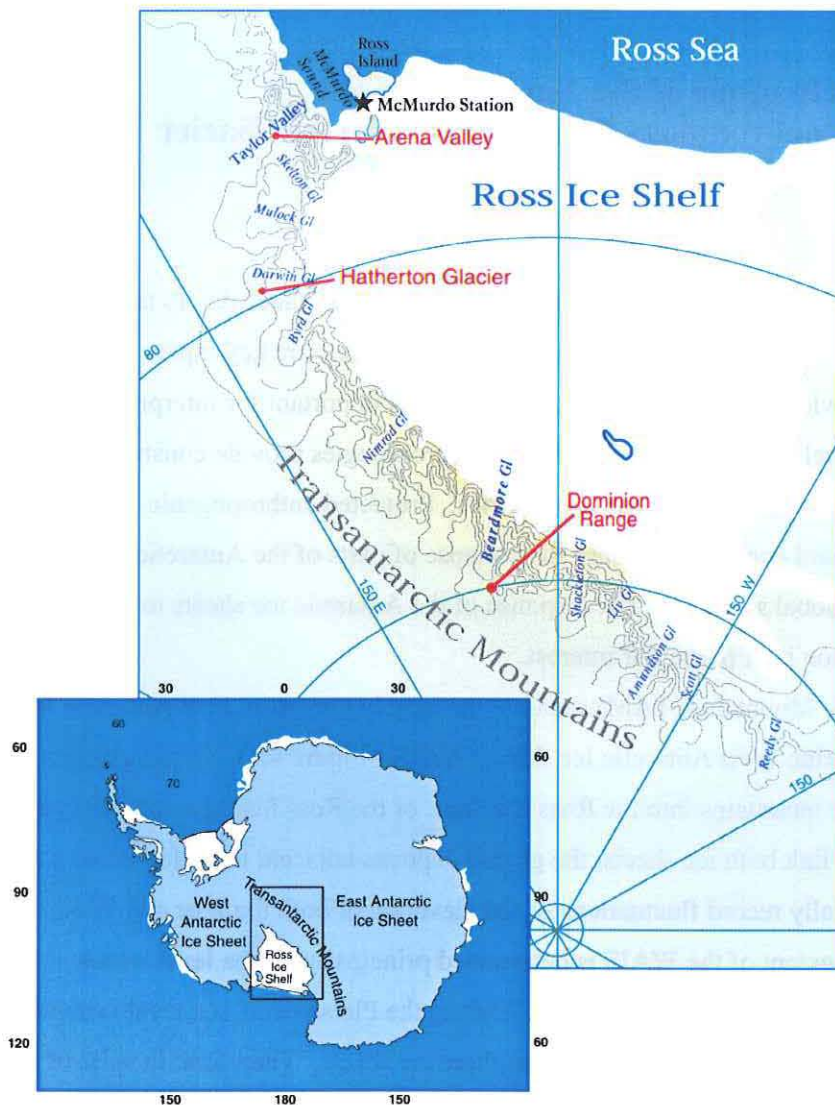 Ross Sea
Ross
Island
McMurdo
Sound
McMurdo Station
Taylor Valley
Arena Valley
Skelton Gl
Ross Ice Shelf
Mulock Gl
Darwin Gl
Hatherton Glacier
Byrd Gl
80
Nimrod Gl
Transantarctic Mountains
Beardmore Gl
Dominion
Range
Shackleton Gl
Liv Gl
150 E
150 W
Amundson Gl
Scott Gl
Reedy Gl
60
150
90
30
0
30
60
60
70
90
120
West
Antarctic
Ice Sheet
Transantarctic Mountains
East Antarctic
Ice Sheet
Ross
Ice
Shelf
60
150
180
150